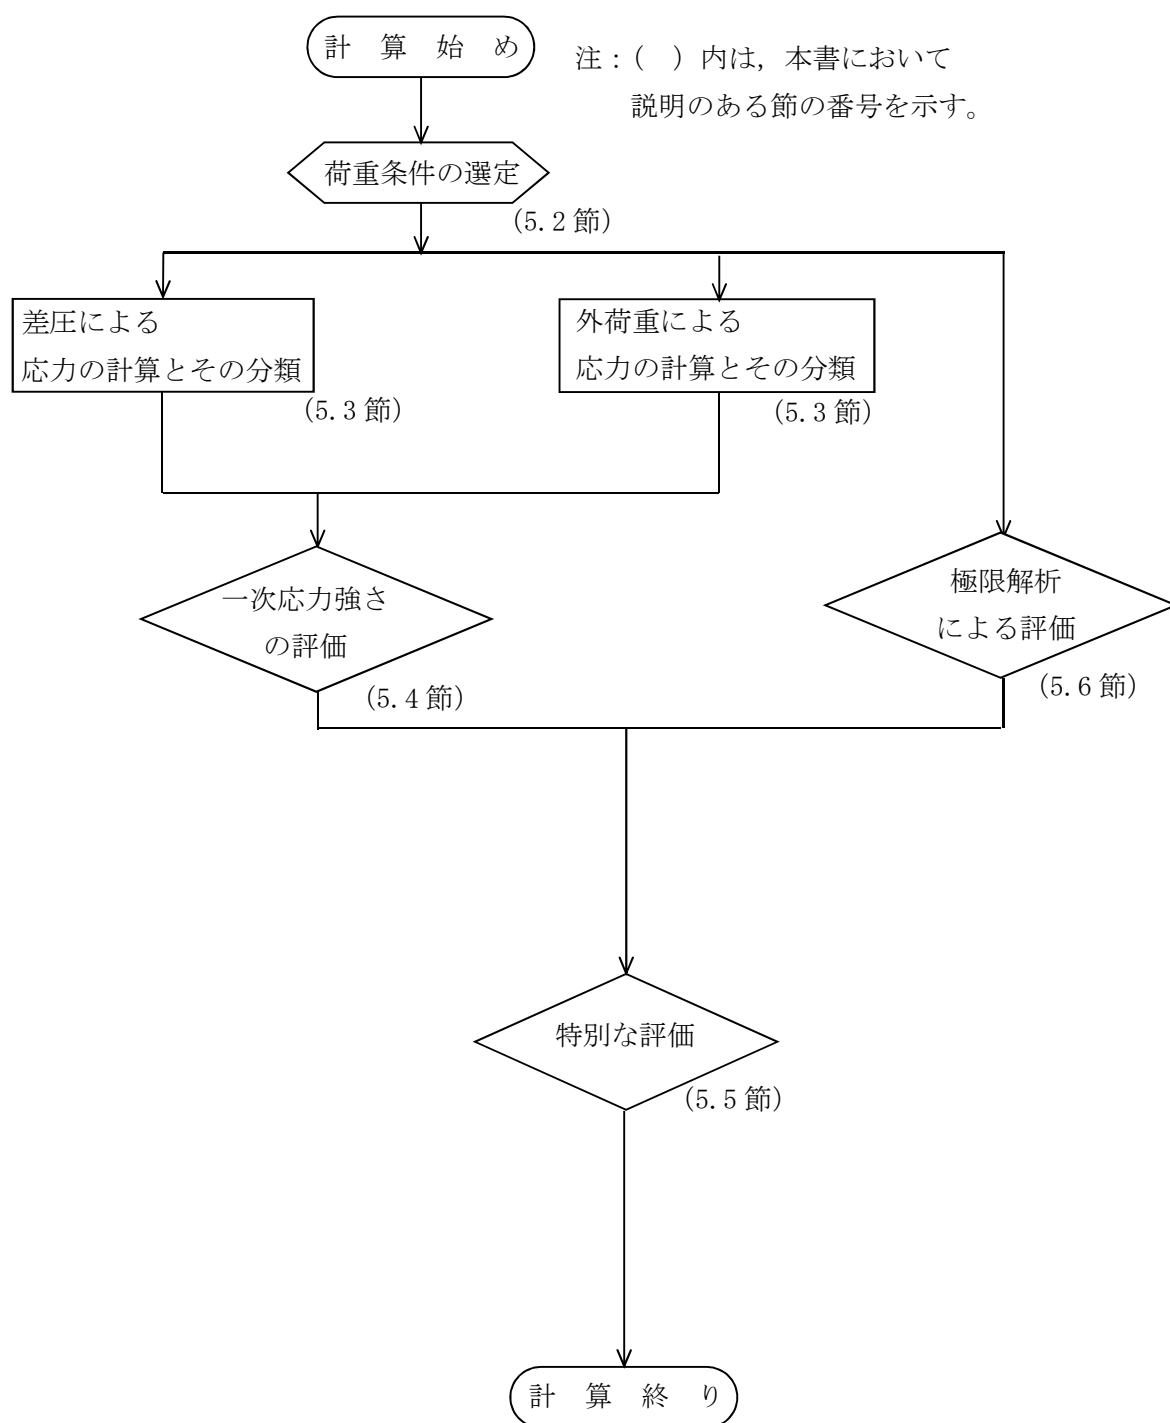 計 算 始 め
注：( ) 内は，本書において
説明のある節の番号を示す。
荷重条件の選定
(5.2 節)
差圧による
応力の計算とその分類
(5.3 節)
外荷重による
応力の計算とその分類
(5.3 節)
一次応力強さ
の評価
(5.4 節)
極限解析
による評価
(5.6 節)
特別な評価
(5.5 節)
計 算 終 り